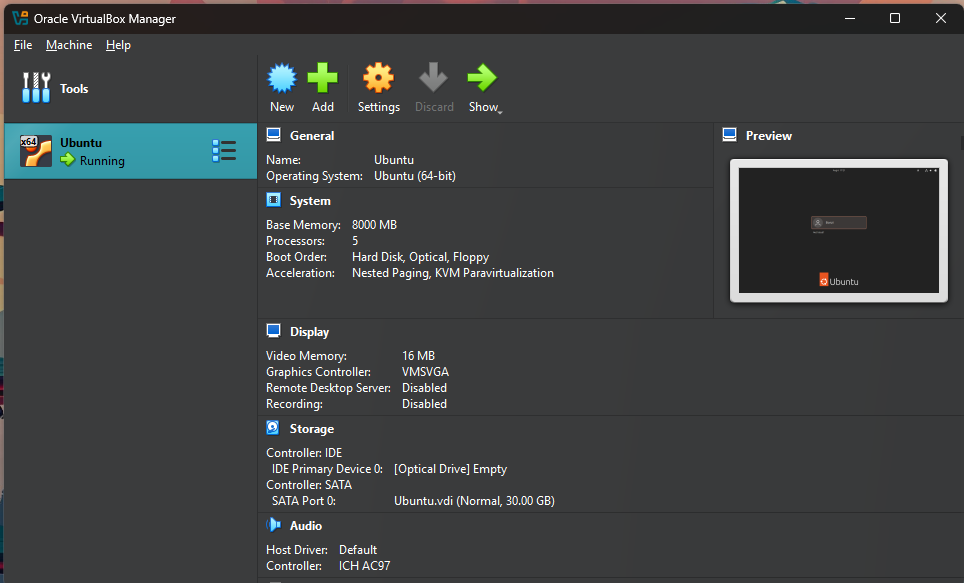 Oracle VirtualBox Manager
File Machine Help
Tools
New Add Settings Discard Show
x64
Ubuntu
Running
General
Name: Ubuntu
Operating System: Ubuntu (64-bit)
Preview
Ubuntu
System
Base Memory: 8000 MB
Processors: 5
Boot Order: Hard Disk, Optical, Floppy
Acceleration: Nested Paging, KVM Paravirtualization
Display
Video Memory: 16 MB
Graphics Controller: VMSVGA
Remote Desktop Server: Disabled
Recording: Disabled
Storage
Controller: IDE
IDE Primary Device 0: [Optical Drive] Empty
Controller: SATA
SATA Port 0: Ubuntu.vdi (Normal, 30.00 GB)
Audio
Host Driver: Default
Controller: ICH AC97